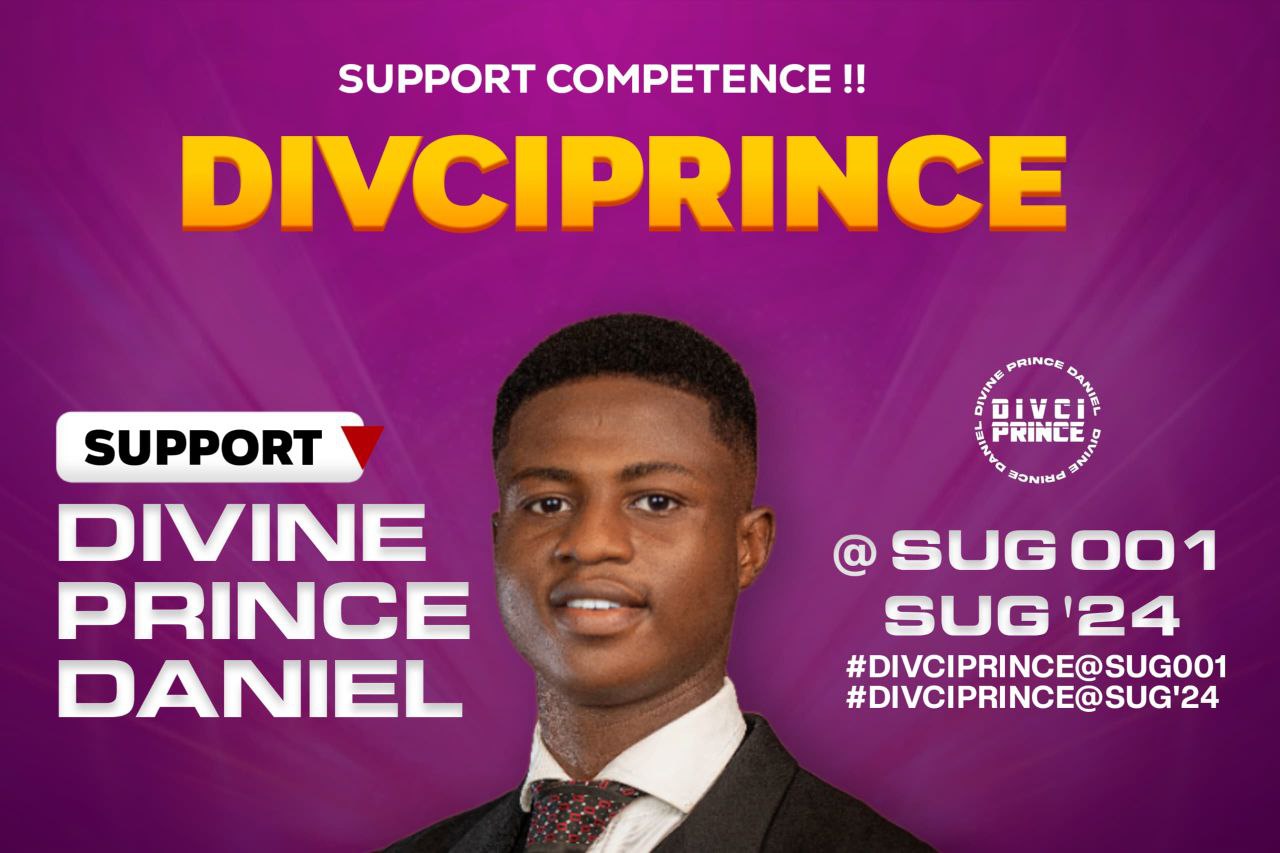 SUPPORT COMPETENCE !!
DIVCIPRINCE
SUPPORT
DIVINE
PRINCE
DANIEL
DIVINE PRINCE DANIEL DIVINE PRINCE DANIEL
DIVCI
PRINCE
@ SUG 001
SUG '24
#DIVCIPRINCE@SUG001
#DIVCIPRINCE@SUG'24